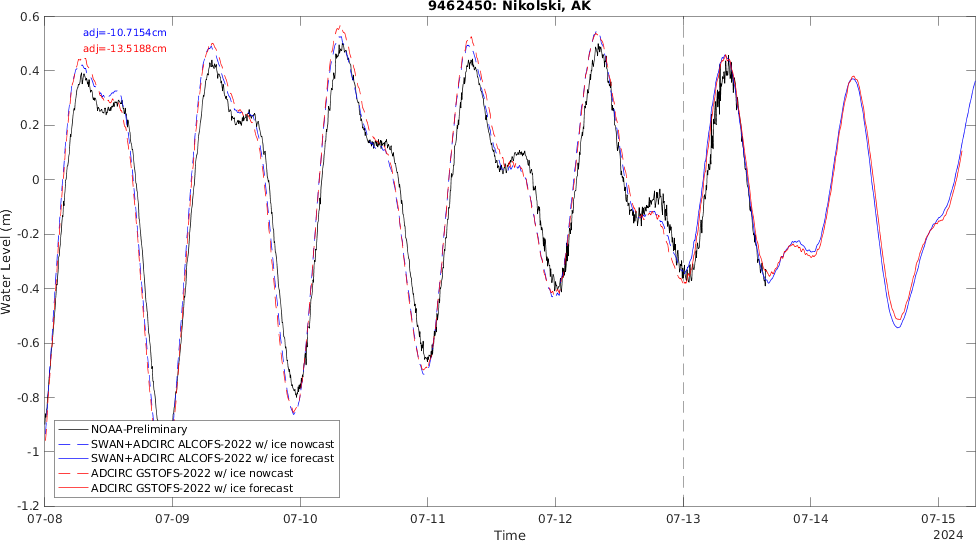 9462450: Nikolski, AK
adj=-10.7154cm
adj=-13.5188cm
0.6
0.4
0.2
0
-0.2
-0.4
-0.6
-0.8
-1
-1.2
Water Level (m)
NOAA-Preliminary
SWAN+ADCIRC ALCOFS-2022 w/ ice nowcast
SWAN+ADCIRC ALCOFS-2022 w/ ice forecast
ADCIRC GSTOFS-2022 w/ ice nowcast
ADCIRC GSTOFS-2022 w/ ice forecast
07-08 07-09 07-10 07-11 07-12 07-13 07-14 07-15
Time
2024